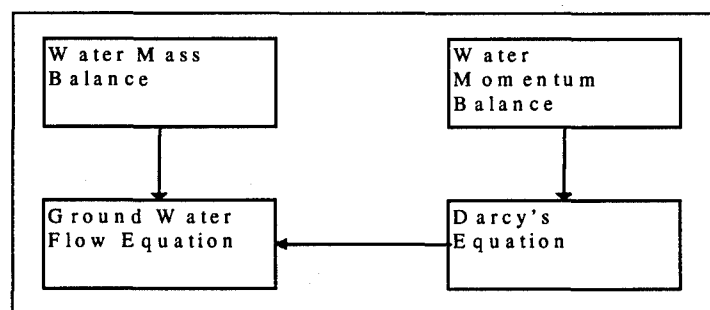 Water Mass
Balance
Water
Momentum
Balance
Ground Water
Flow Equation
Darcy's
Equation